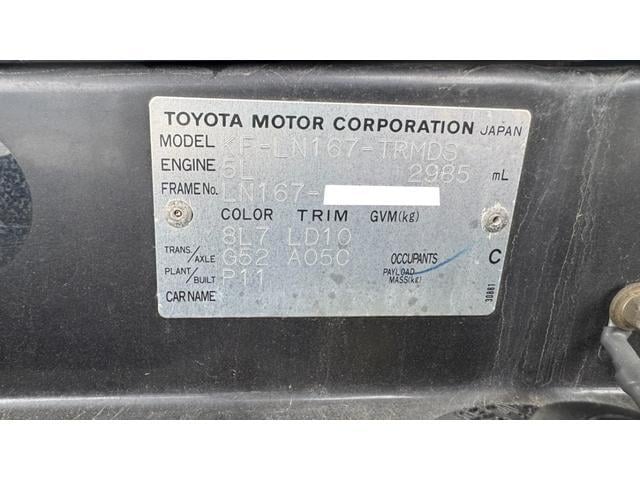 TOYOTA MOTOR CORPORATION JAPAN
MODEL KF-LN167-TRMDS
ENGINE 5L 2985 mL
FRAME No. LN167-
COLOR TRIM GVM(kg)
8L7 LD10
TRANS./AXLE G52 A05C OCCUPANTS C
PLANT/BUILT P11 PAYLOAD MASS(kg)
CAR NAME
30881